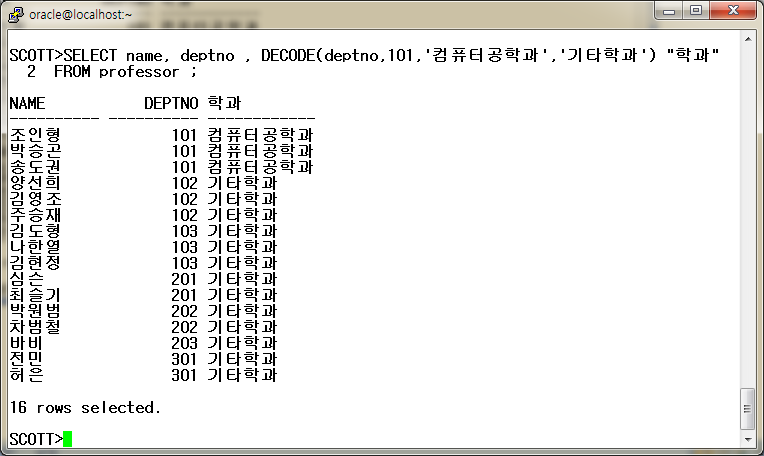 oracle@localhost:~
SCOTT>SELECT name, deptno , DECODE(deptno,101,'컴퓨터공학과','기타학과') "학과"
2 FROM professor ;
NAME DEPTNO 학과
---------- ---------- ------------
조인형 101 컴퓨터공학과
박승곤 101 컴퓨터공학과
송도권 101 컴퓨터공학과
양선희 102 기타학과
김영조 102 기타학과
주승재 102 기타학과
김도형 103 기타학과
나한열 103 기타학과
김현정 103 기타학과
심슨 201 기타학과
최슬기 201 기타학과
박원범 202 기타학과
차범철 202 기타학과
바비 203 기타학과
전민 301 기타학과
허은 301 기타학과
16 rows selected.
SCOTT>